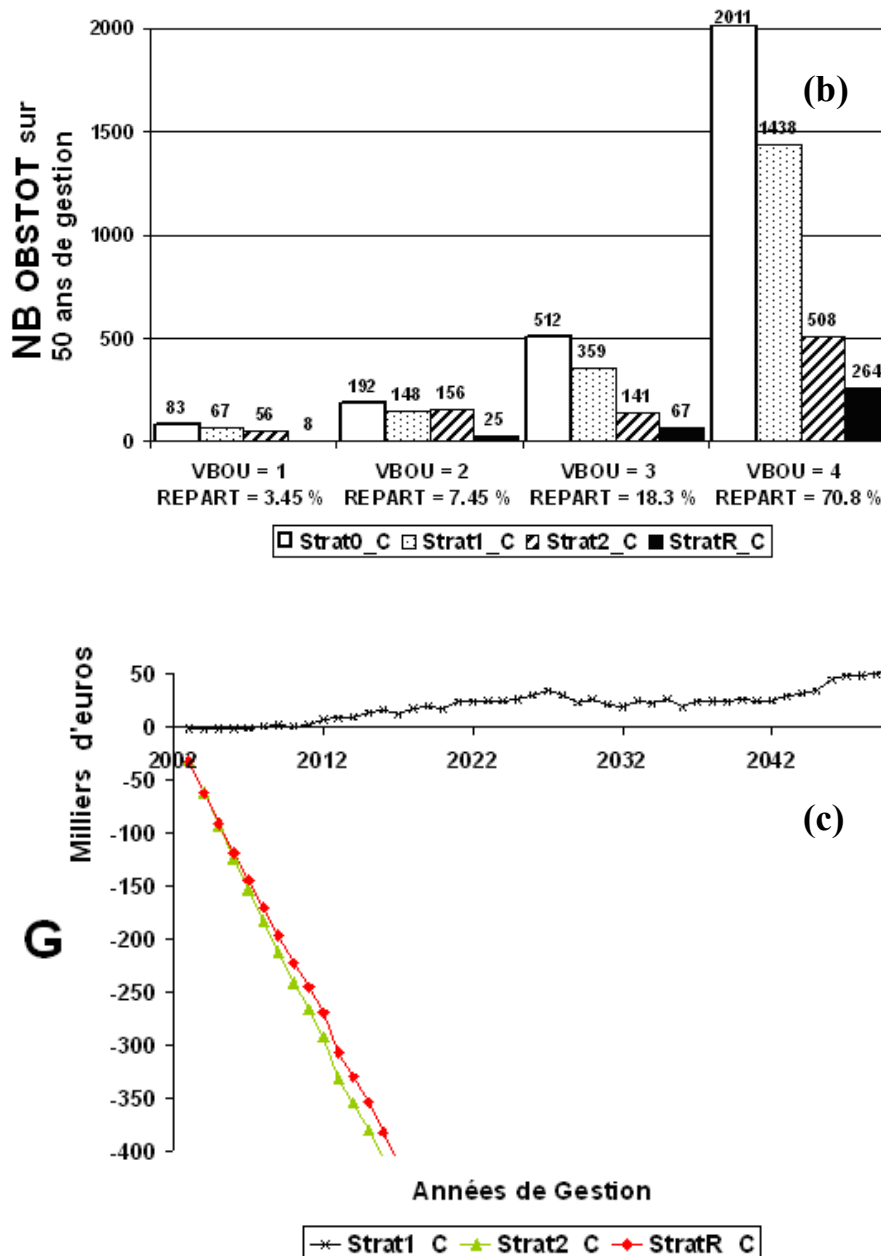 (b)
NB OBSTOT sur
50 ans de gestion
2000
1500
1000
500
0
83
67
56
8
192
148
156
25
512
359
141
67
2011
1438
508
264
VBOU = 1
VBOU = 2
VBOU = 3
VBOU = 4
REPART = 3.45 %
REPART = 7.45 %
REPART = 18.3 %
REPART = 70.8 %
Strat0_C Strat1_C Strat2_C StratR_C
(c)
G
Milliers d'euros
50
0
-50
-100
-150
-200
-250
-300
-350
-400
2002
2012
2022
2032
2042
Années de Gestion
Strat1 C Strat2 C StratR C